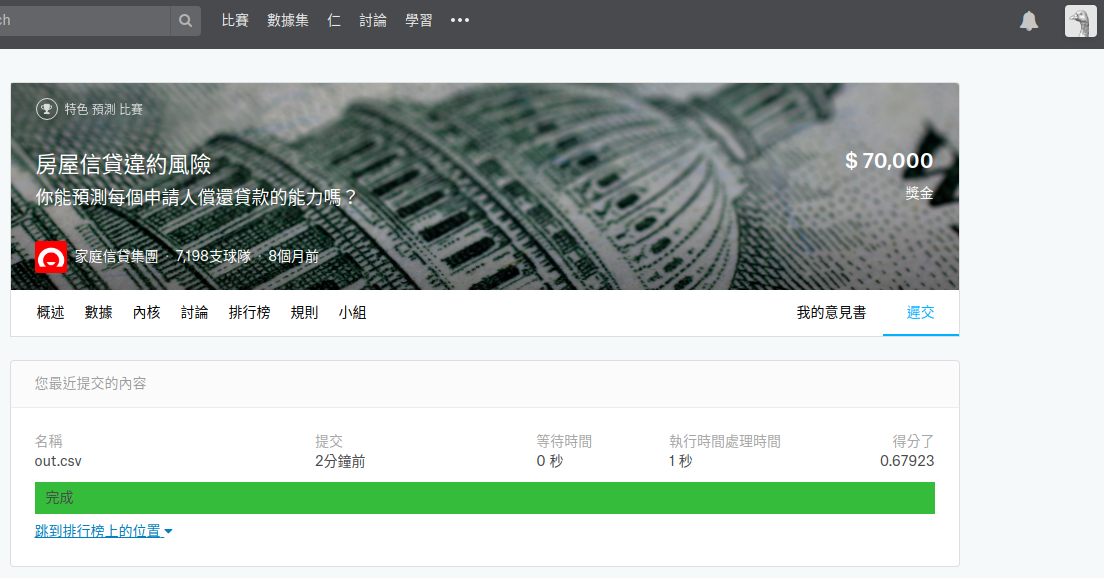 ch
比賽 數據集 仁 討論 學習 •••
特色 預測 比賽
房屋信貸違約風險
$ 70,000
你能預測每個申請人償還貸款的能力嗎？
獎金
家庭信貸集團 · 7,198支球隊 · 8個月前
概述 數據 內核 討論 排行榜 規則 小組 我的意見書 遲交
您最近提交的內容
名稱 提交 等待時間 執行時間處理時間 得分了
out.csv 2分鐘前 0 秒 1 秒 0.67923
完成
跳到排行榜上的位置